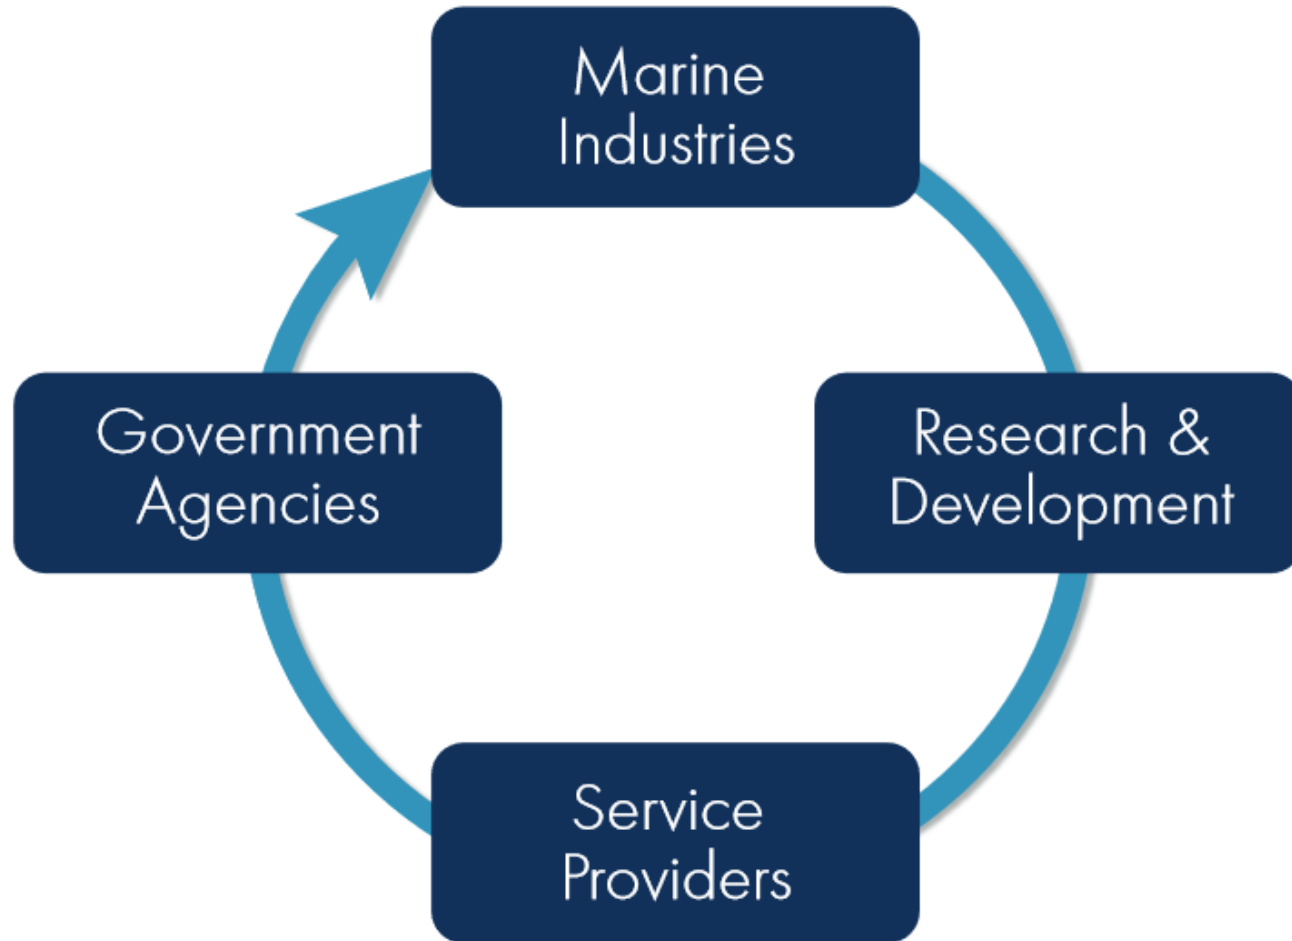 Marine
Industries
Government
Agencies
Research &
Development
Service
Providers